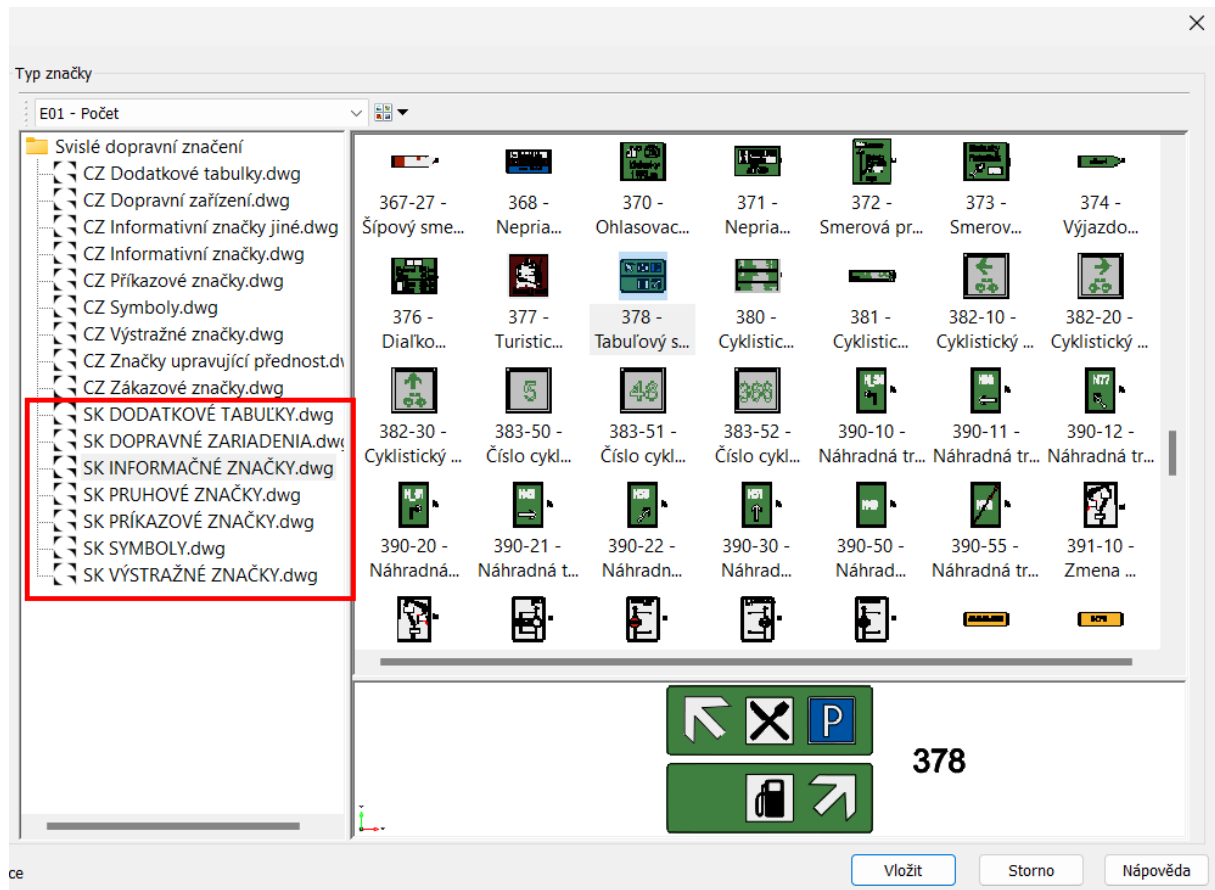 Typ značky
E01 - Počet
Svislé dopravní značení
CZ Dodatkové tabulky.dwg
CZ Dopravní zařízení.dwg
CZ Informativní značky jiné.dwg
CZ Informativní značky.dwg
CZ Příkazové značky.dwg
CZ Symboly.dwg
CZ Výstražné značky.dwg
CZ Značky upravující přednost.dw
CZ Zákazové značky.dwg
SK DODATKOVÉ TABUĽKY.dwg
SK DOPRAVNÉ ZARIADENIA.dwg
SK INFORMAČNÉ ZNAČKY.dwg
SK PRUHOVÉ ZNAČKY.dwg
SK PRÍKAZOVÉ ZNAČKY.dwg
SK SYMBOLY.dwg
SK VÝSTRAŽNÉ ZNAČKY.dwg
367-27 - 368 - 370 - 371 - 372 - 373 - 374 -
Šípový sme... Nepria... Ohlasovac... Nepria... Smerová pr... Smerov... Výjazdo...
376 - 377 - 378 - 380 - 381 - 382-10 - 382-20 -
Diaľko... Turistic... Tabuľový s... Cyklistic... Cyklistic... Cyklistický ... Cyklistický ...
5 48 366
382-30 - 383-50 - 383-51 - 383-52 - 390-10 - 390-11 - 390-12 -
Cyklistický ... Číslo cykl... Číslo cykl... Číslo cykl... Náhradná tr... Náhradná tr... Náhradná tr...
390-20 - 390-21 - 390-22 - 390-30 - 390-50 - 390-55 - 391-10 -
Náhradná... Náhradná t... Náhradn... Náhrad... Náhrad... Náhradná tr... Zmena ...
P
378
ce
Vložit Storno Nápověda